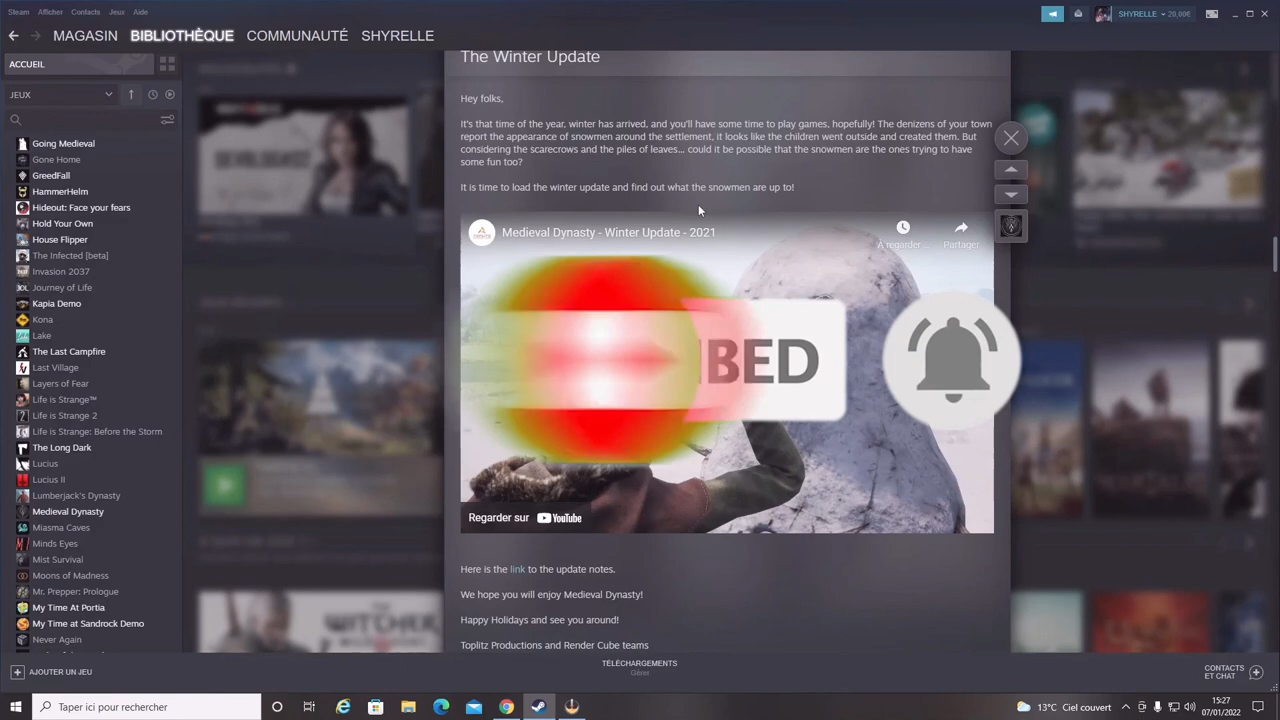 Steam Afficher Contacts Jeux Aide
SHYRELLE 20,00€
MAGASIN BIBLIOTHÈQUE COMMUNAUTÉ SHYRELLE
ACCUEIL
JEUX
Going Medieval
Gone Home
GreedFall
HammerHelm
Hideout: Face your fears
Hold Your Own
House Flipper
The Infected [beta]
Invasion 2037
Journey of Life
Kapia Demo
Kona
Lake
The Last Campfire
Last Village
Layers of Fear
Life is Strange™
Life is Strange 2
Life is Strange: Before the Storm
The Long Dark
Lucius
Lucius II
Lumberjack's Dynasty
Medieval Dynasty
Miasma Caves
Minds Eyes
Mist Survival
Moons of Madness
Mr. Prepper: Prologue
My Time At Portia
My Time at Sandrock Demo
Never Again
The Winter Update
Hey folks,
It's that time of the year, winter has arrived, and you'll have some time to play games, hopefully! The denizens of your town
report the appearance of snowmen around the settlement, it looks like the children went outside and created them. But
considering the scarecrows and the piles of leaves... could it be possible that the snowmen are the ones trying to have
some fun too?
It is time to load the winter update and find out what the snowmen are up to!
Medieval Dynasty - Winter Update - 2021
À regarder ... Partager
BED
Regarder sur YouTube
Here is the link to the update notes.
We hope you will enjoy Medieval Dynasty!
Happy Holidays and see you around!
Toplitz Productions and Render Cube teams
AJOUTER UN JEU
TÉLÉCHARGEMENTS
Gérer
CONTACTS
ET CHAT
Taper ici pour rechercher
13°C Ciel couvert
15:27
07/01/2022